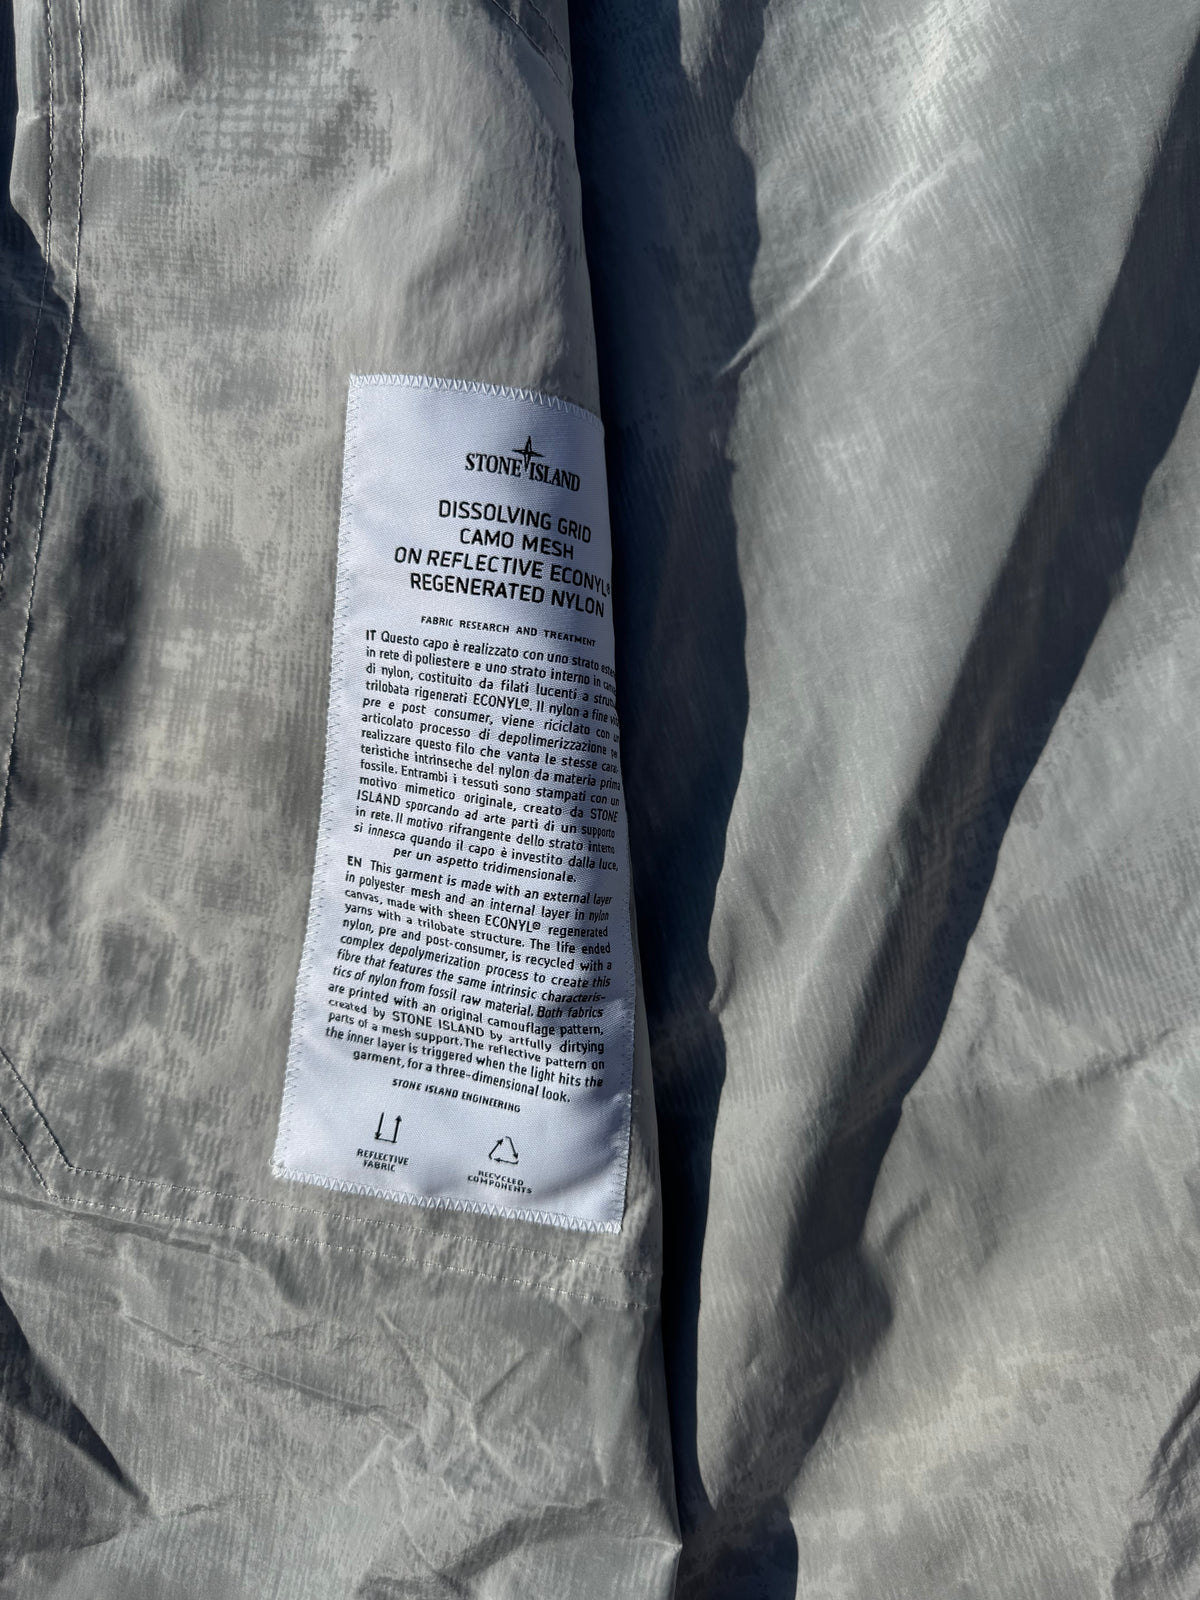 STONE ISLAND
DISSOLVING GRID
CAMO MESH
ON REFLECTIVE ECONYL®
REGENERATED NYLON
FABRIC RESEARCH AND TREATMENT
IT Questo capo è realizzato con uno strato
in rete di poliestere e uno strato interno in
di nylon, costituito da filati lucenti a
trilobata rigenerati ECONYL®. Il nylon a fine
pre e post consumer, viene riciclato con
articolato processo di depolimerizzazione
realizzare questo filo che vanta le stesse carat-
teristiche intrinseche del nylon da materia prima
fossile. Entrambi i tessuti sono stampati con un
motivo mimetico originale, creato da STONE
ISLAND sporcando ad arte parti di un supporto
in rete. Il motivo rifrangente dello strato interno
si innesca quando il capo è investito dalla luce,
per un aspetto tridimensionale.
EN This garment is made with an external layer
in polyester mesh and an internal layer in nylon
canvas, made with sheen ECONYL® regenerated
yarns with a trilobate structure. The life ended
nylon, pre and post-consumer, is recycled with a
complex depolymerization process to create this
fibre that features the same intrinsic characteris-
tics of nylon from fossil raw material. Both fabrics
are printed with an original camouflage pattern,
created by STONE ISLAND by artfully dirtying
parts of a mesh support. The reflective pattern on
the inner layer is triggered when the light hits the
garment, for a three-dimensional look.
STONE ISLAND ENGINEERING
REFLECTIVE
FABRIC
RECYCLED
COMPONENTS